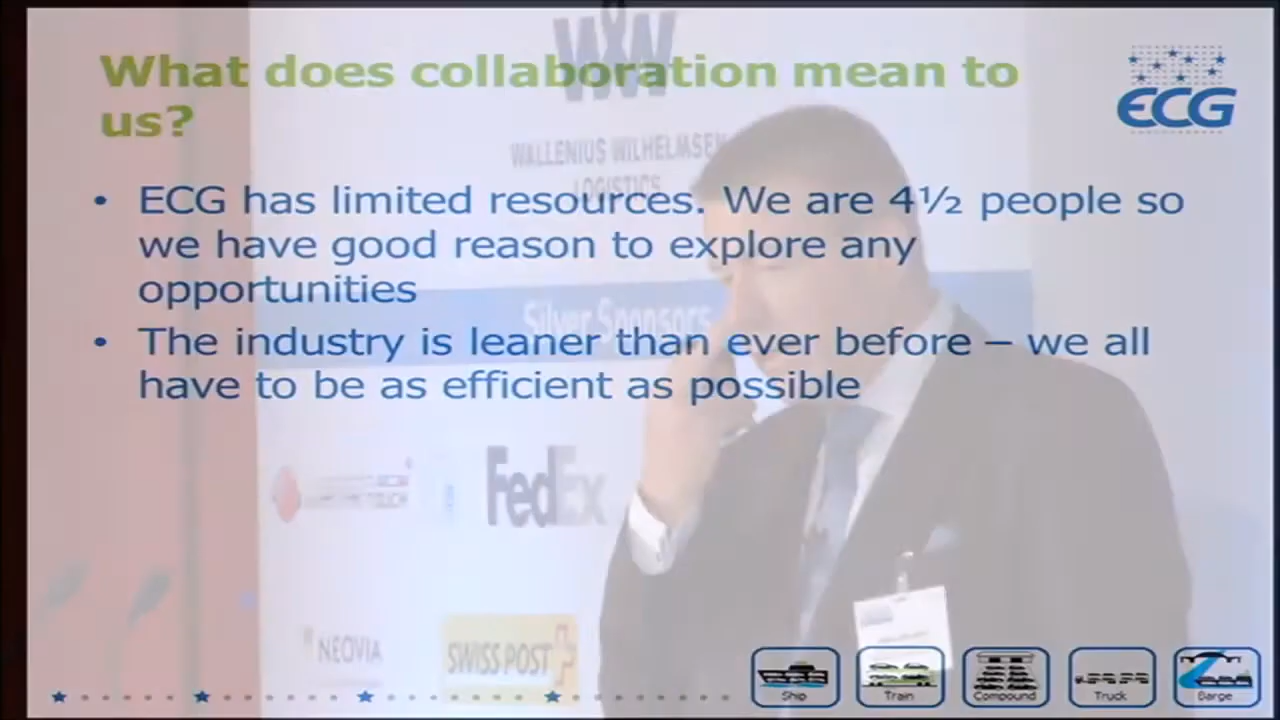 What does collaboration mean to
us?
ECG
WALLENIUS WILHELMSEN
LOGISTICS
• ECG has limited resources. We are 4½ people so
we have good reason to explore any
opportunities
Silver Sponsors
• The industry is leaner than ever before – we all
have to be as efficient as possible
FedEx
NEOVIA
SWISS POST
Ship
Train
Compound
Truck
Barge